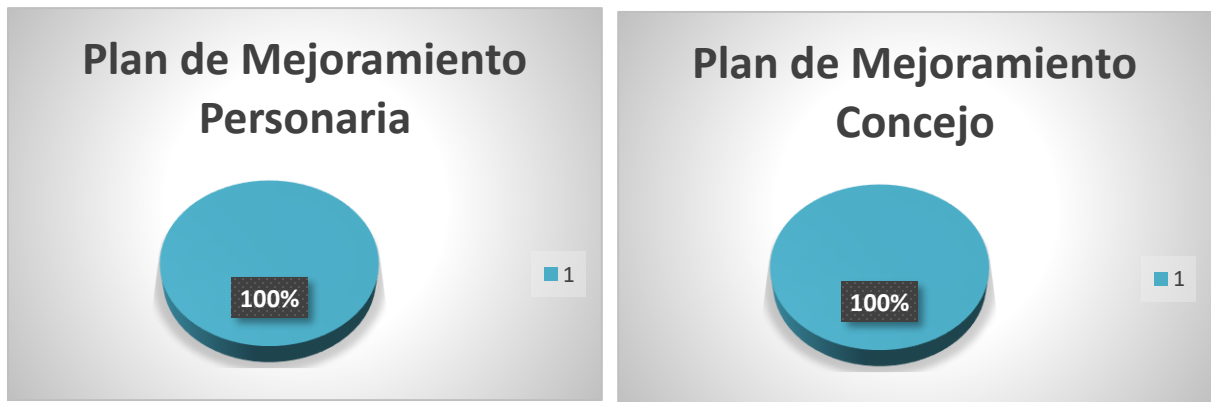 Plan de Mejoramiento
Personaria
100%
1
Plan de Mejoramiento
Concejo
100%
1